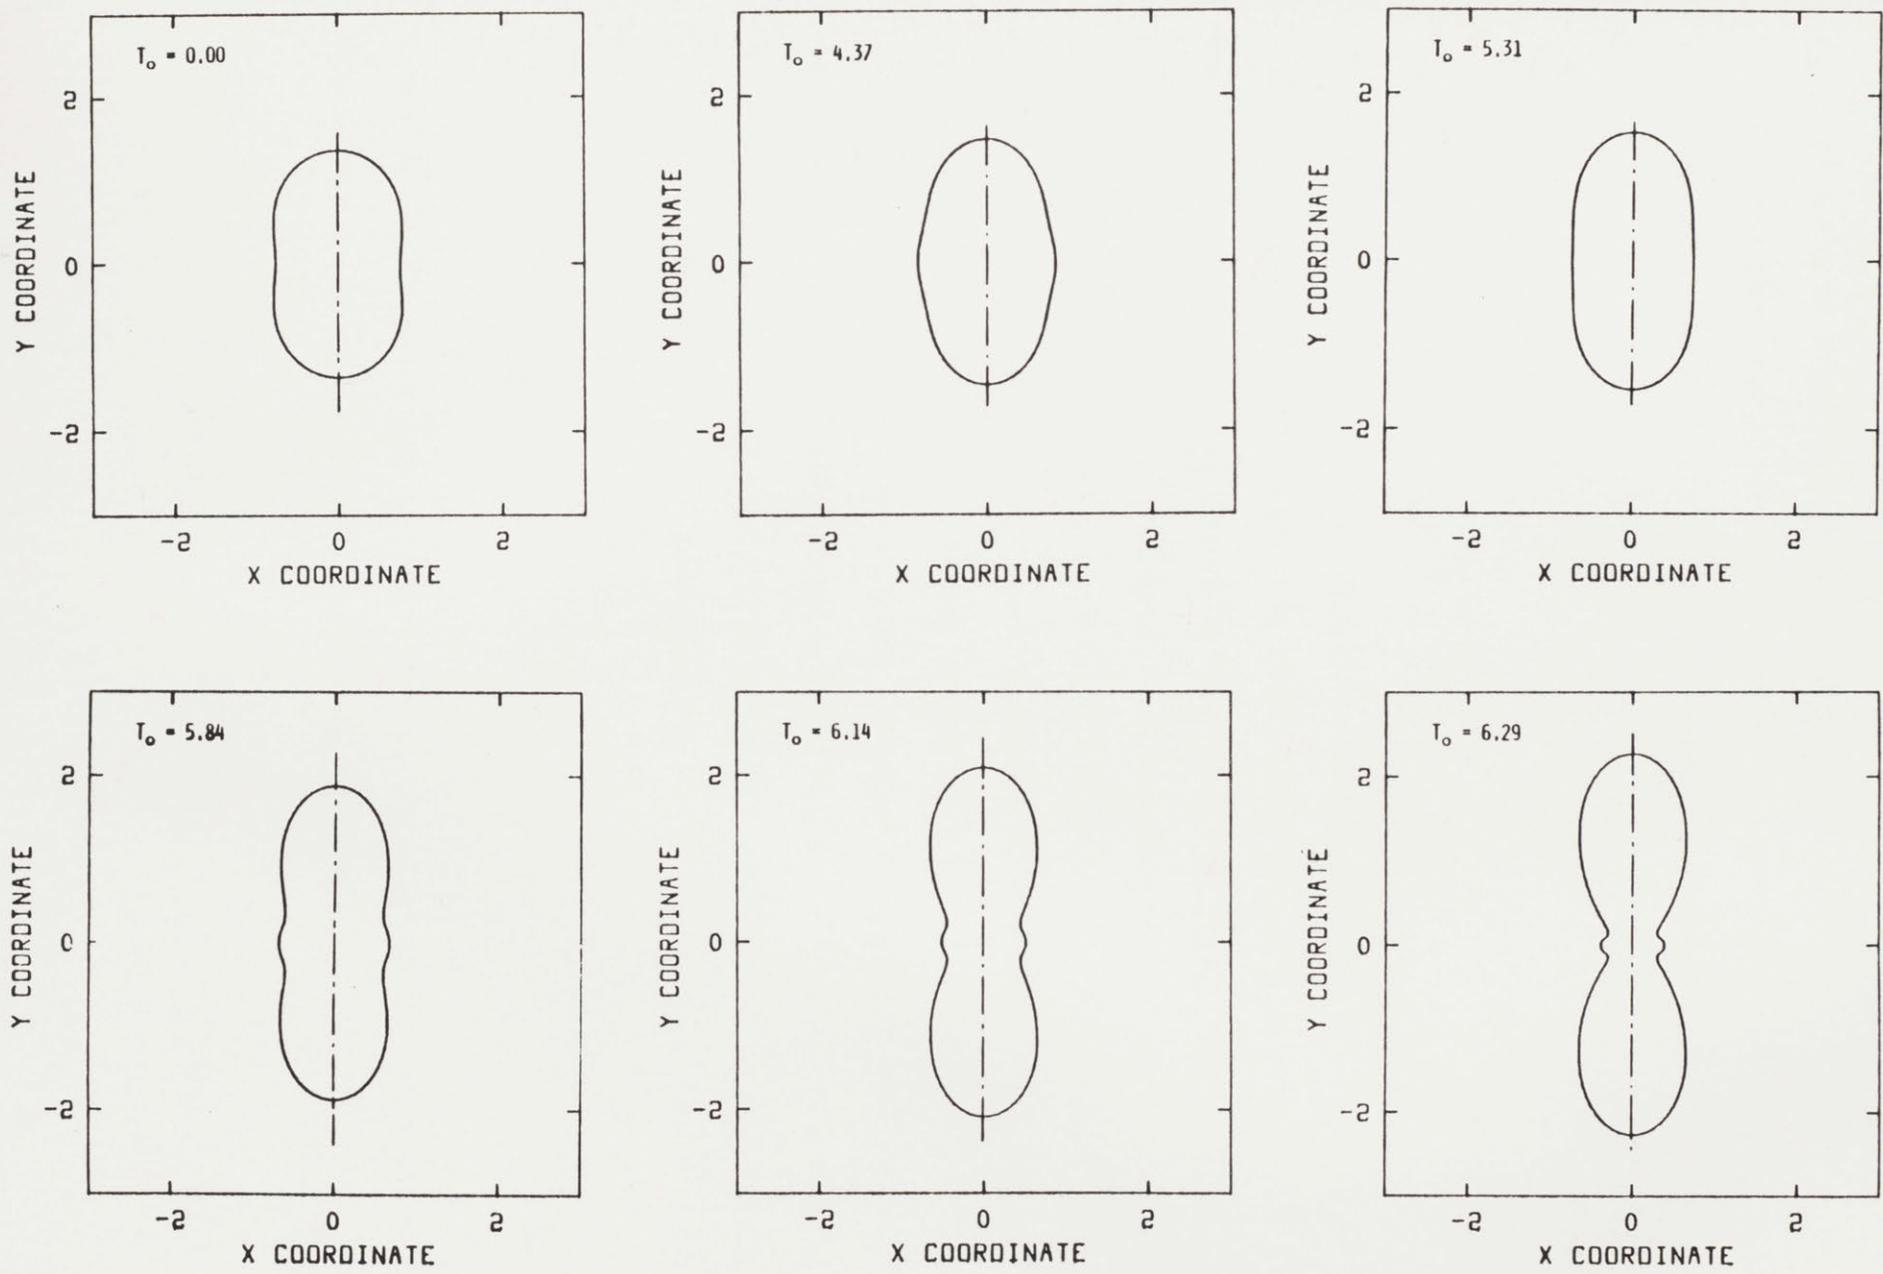 T₀ = 0.00
2
0
-2
Y COORDINATE
-2 0 2
X COORDINATE
T₀ = 4.37
2
0
-2
Y COORDINATE
-2 0 2
X COORDINATE
T₀ = 5.31
2
0
-2
Y COORDINATE
-2 0 2
X COORDINATE
T₀ = 5.84
2
0
-2
Y COORDINATE
-2 0 2
X COORDINATE
T₀ = 6.14
2
0
-2
Y COORDINATE
-2 0 2
X COORDINATE
T₀ = 6.29
2
0
-2
Y COORDINATE
-2 0 2
X COORDINATE